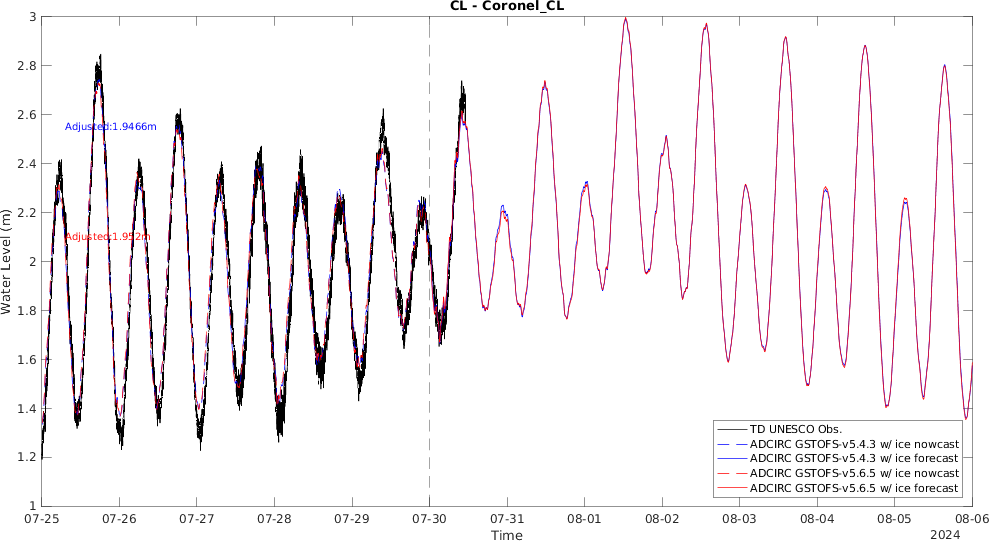 CL - Coronel_CL
Water Level (m)
3
2.8
2.6
2.4
2.2
2
1.8
1.6
1.4
1.2
1
Adjusted:1.9466m
Adjusted:1.952m
TD UNESCO Obs.
ADCIRC GSTOFS-v5.4.3 w/ ice nowcast
ADCIRC GSTOFS-v5.4.3 w/ ice forecast
ADCIRC GSTOFS-v5.6.5 w/ ice nowcast
ADCIRC GSTOFS-v5.6.5 w/ ice forecast
07-25 07-26 07-27 07-28 07-29 07-30 07-31 08-01 08-02 08-03 08-04 08-05 08-06
Time
2024